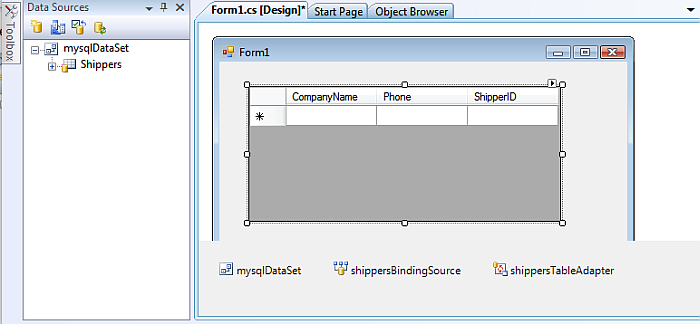 Toolbox
Data Sources
mysqlDataSet
Shippers
Form1.cs [Design]* Start Page Object Browser
Form1
CompanyName Phone ShipperID
mysqlDataSet shippersBindingSource shippersTableAdapter